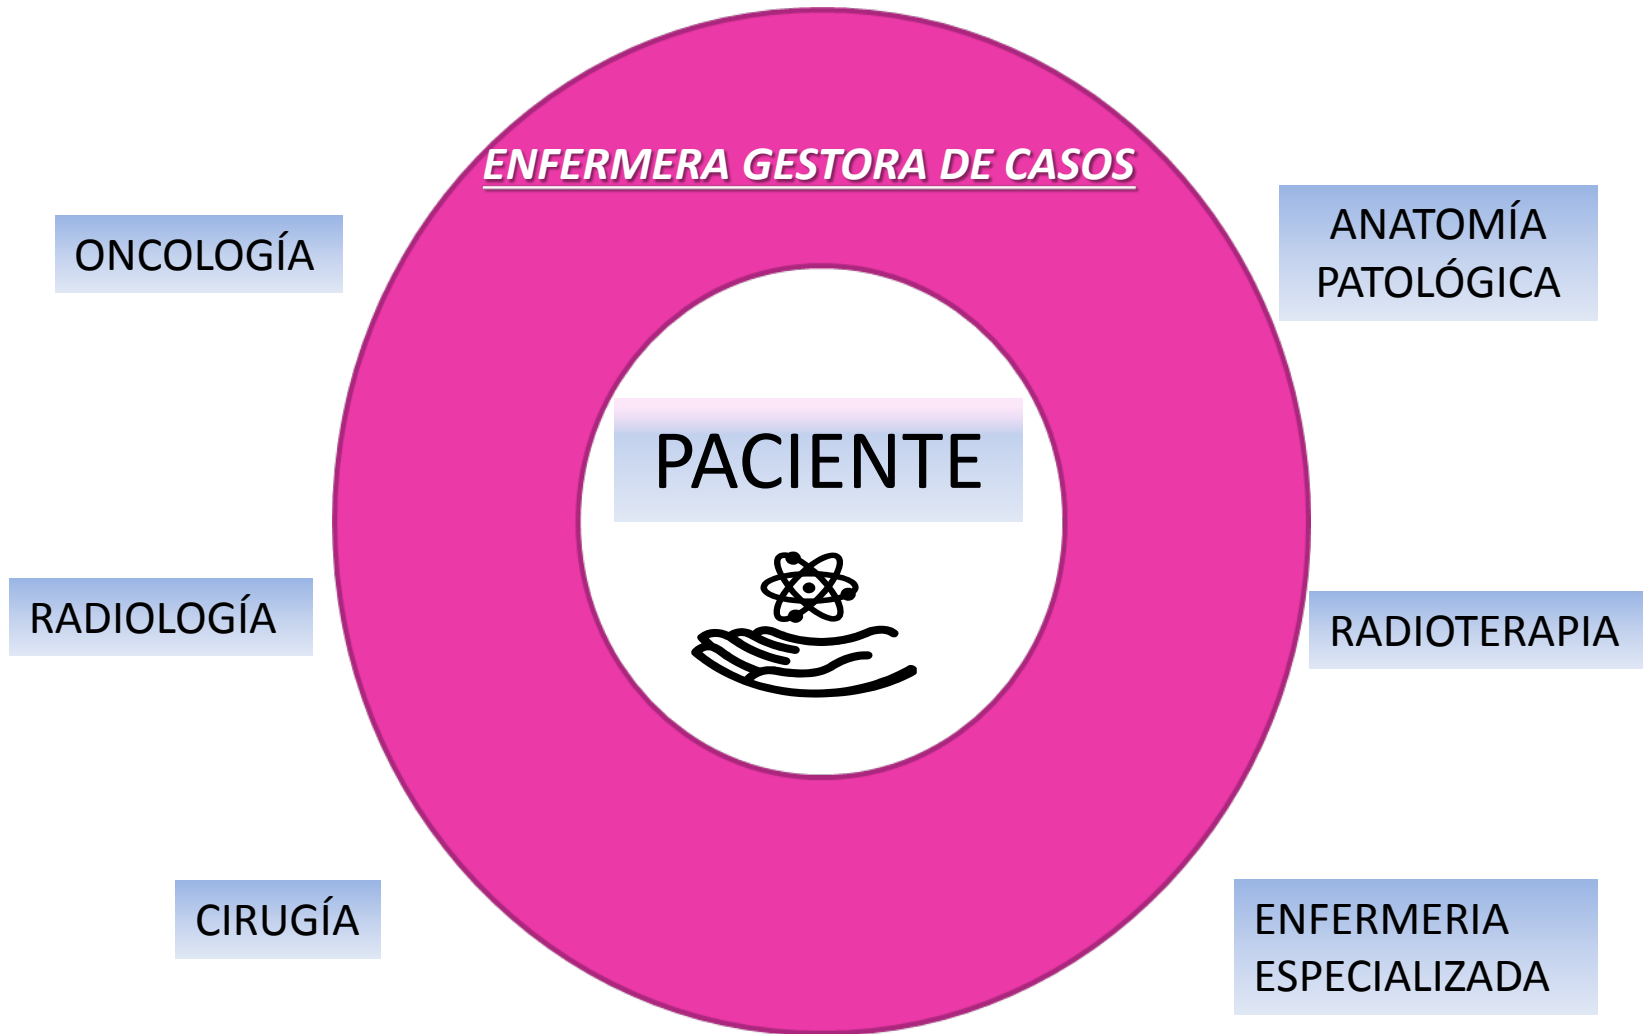 ENFERMERA GESTORA DE CASOS
ONCOLOGÍA
ANATOMÍA
PATOLÓGICA
PACIENTE
RADIOLOGÍA
RADIOTERAPIA
CIRUGÍA
ENFERMERIA
ESPECIALIZADA